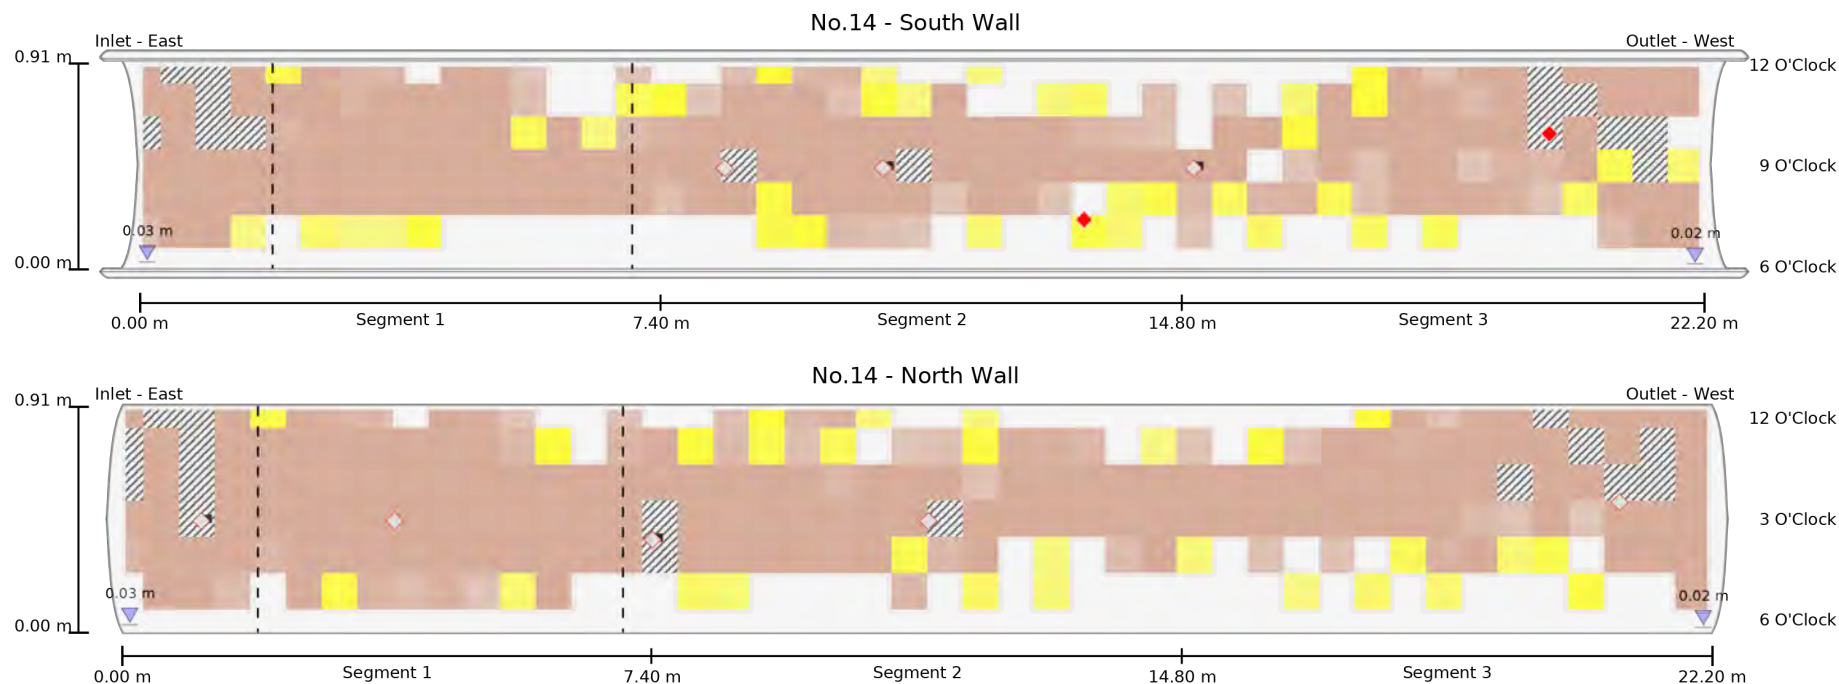 No.14 - South Wall
Inlet - East
Outlet - West
0.91 m
12 O'Clock
9 O'Clock
0.03 m
0.02 m
0.00 m
6 O'Clock
Segment 1
Segment 2
Segment 3
0.00 m
7.40 m
14.80 m
22.20 m
No.14 - North Wall
Inlet - East
Outlet - West
0.91 m
12 O'Clock
3 O'Clock
0.03 m
0.02 m
0.00 m
6 O'Clock
Segment 1
Segment 2
Segment 3
0.00 m
7.40 m
14.80 m
22.20 m